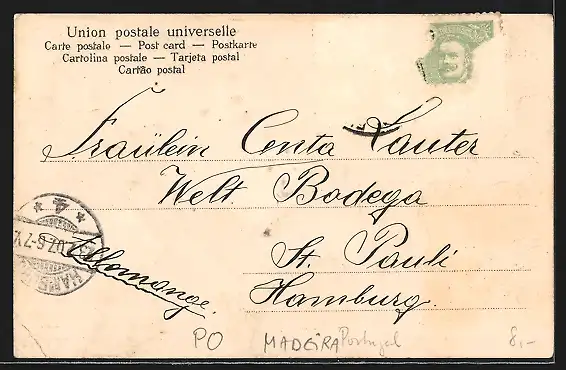 Union postale universelle
Carte postale — Post card — Postkarte
Cartolina postale — Tarjeta postal
Cartão postal
Fräulein Centa Lauter
Welt Bodega
St. Pauli
Hamburg.
Allemange.
PO
MADEIRA Portugal
8,-